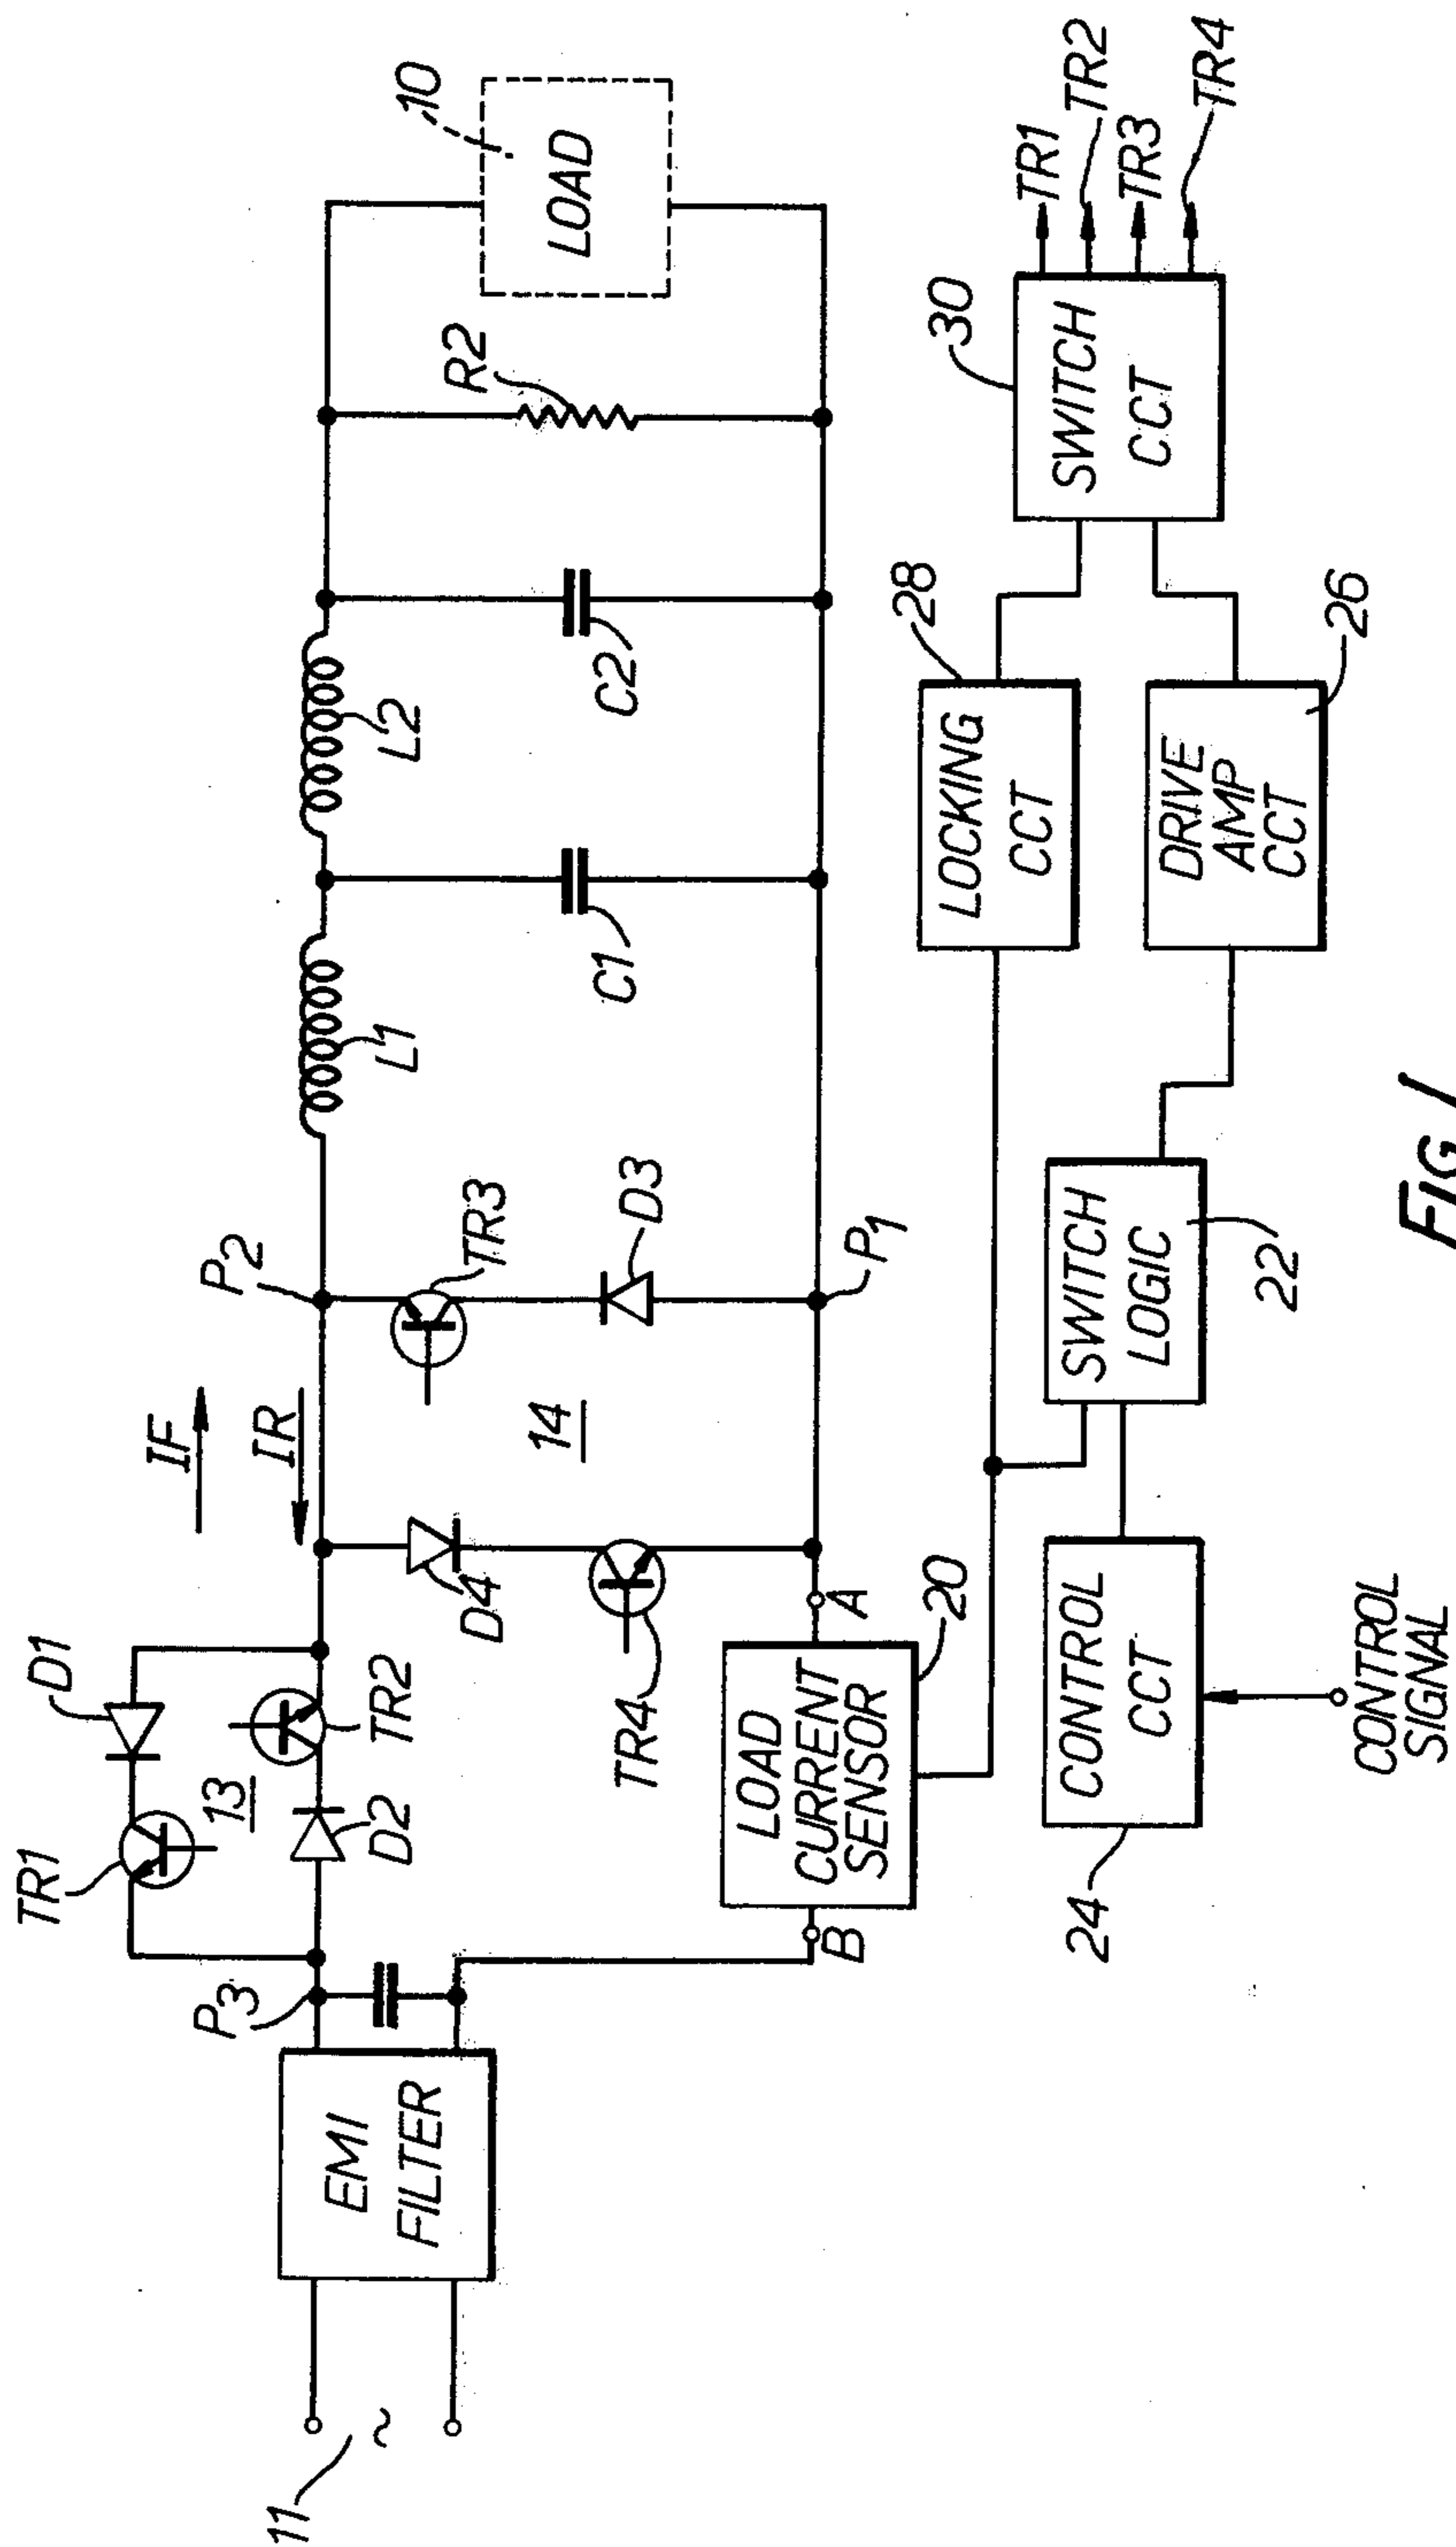 11
~
EMI
FILTER
P3
TR1
D1
13
D2
TR2
IF
IR
P2
D4
TR4
14
TR3
D3
P1
L1
C1
L2
C2
R2
10
LOAD
B
A
LOAD
CURRENT
SENSOR
20
24
CONTROL
CCT
CONTROL
SIGNAL
SWITCH
LOGIC
22
LOCKING
CCT
28
DRIVE
AMP
CCT
26
SWITCH
CCT
30
TR1
TR2
TR3
TR4
FIG 1